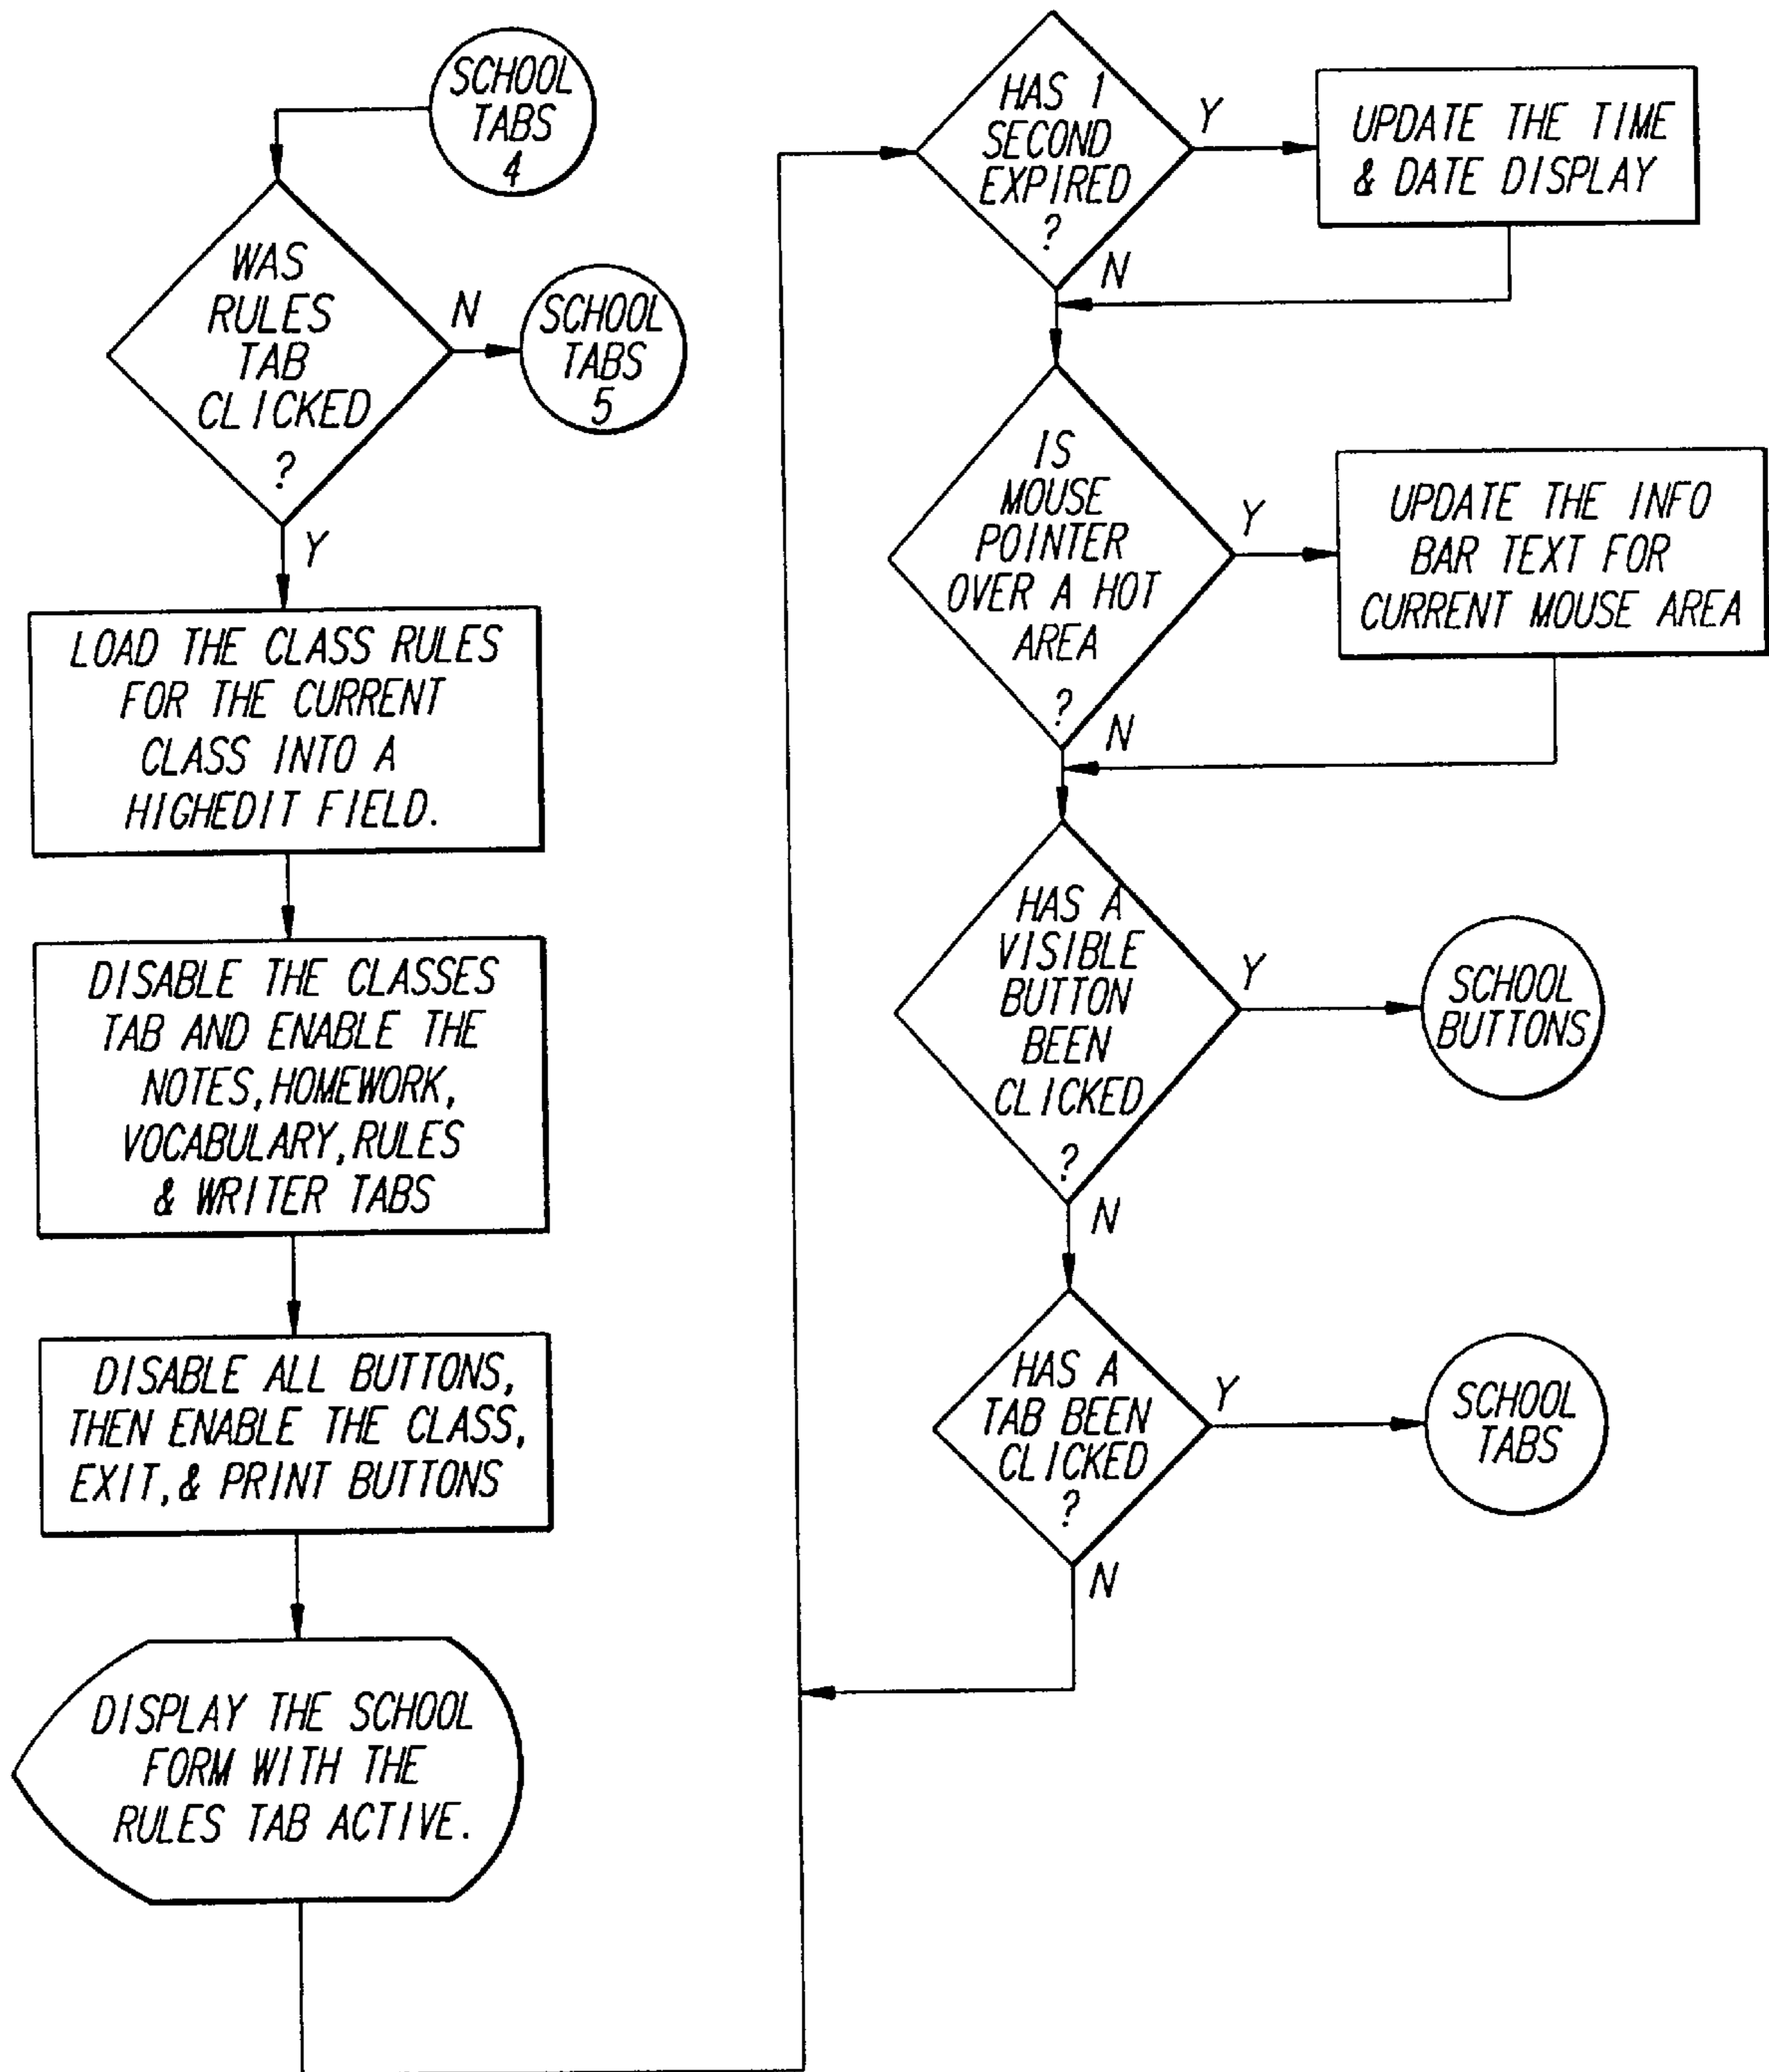 SCHOOL
TABS
4
WAS
RULES
TAB
CLICKED
?
N
SCHOOL
TABS
5
Y
LOAD THE CLASS RULES
FOR THE CURRENT
CLASS INTO A
HIGHEDIT FIELD.
DISABLE THE CLASSES
TAB AND ENABLE THE
NOTES, HOMEWORK,
VOCABULARY, RULES
& WRITER TABS
DISABLE ALL BUTTONS,
THEN ENABLE THE CLASS,
EXIT, & PRINT BUTTONS
DISPLAY THE SCHOOL
FORM WITH THE
RULES TAB ACTIVE.
HAS 1
SECOND
EXPIRED
?
Y
UPDATE THE TIME
& DATE DISPLAY
N
IS
MOUSE
POINTER
OVER A HOT
AREA
?
Y
UPDATE THE INFO
BAR TEXT FOR
CURRENT MOUSE AREA
N
HAS A
VISIBLE
BUTTON
BEEN
CLICKED
?
Y
SCHOOL
BUTTONS
N
HAS A
TAB BEEN
CLICKED
?
Y
SCHOOL
TABS
N